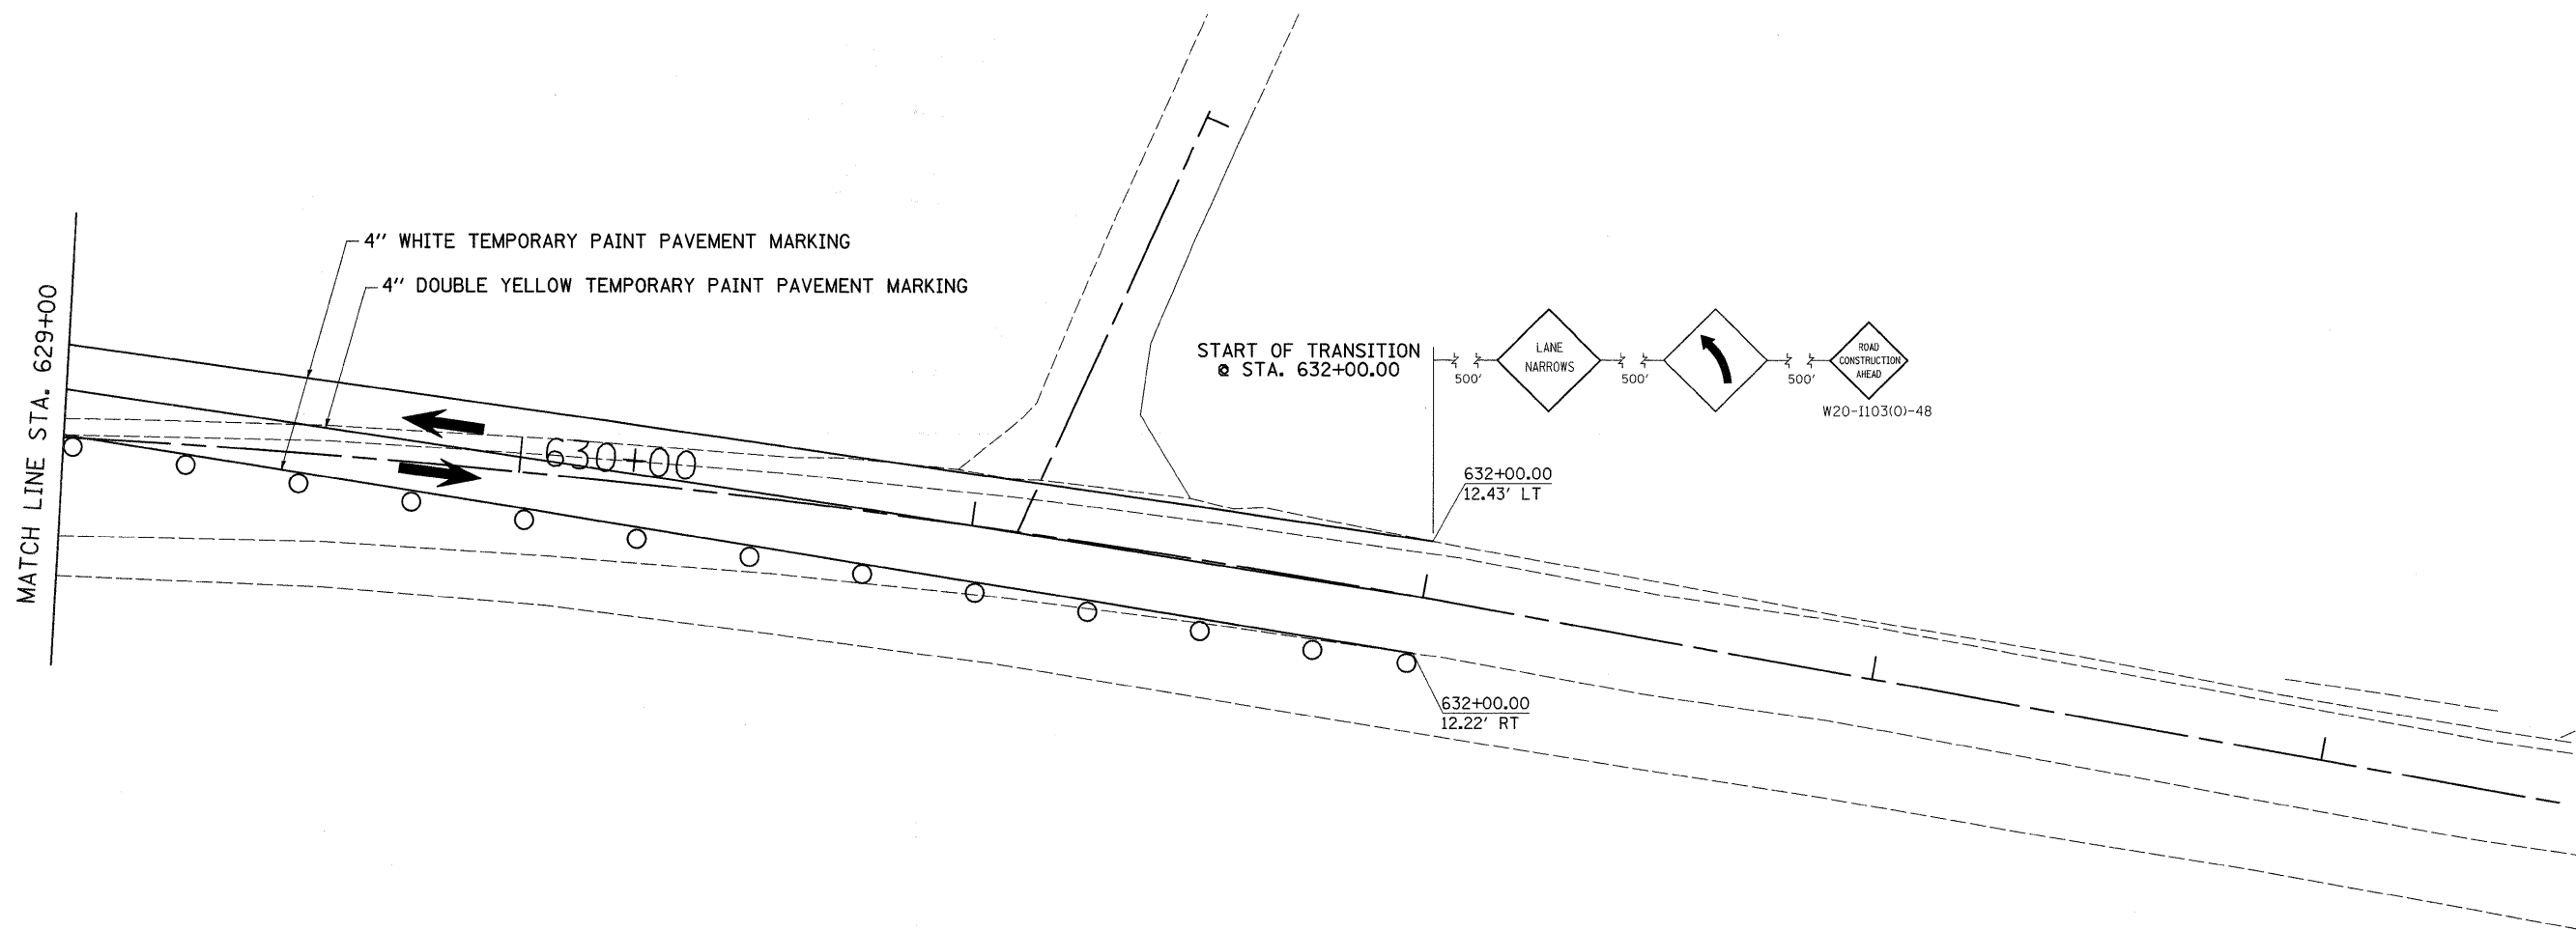 4" WHITE TEMPORARY PAINT PAVEMENT MARKING
4" DOUBLE YELLOW TEMPORARY PAINT PAVEMENT MARKING
MATCH LINE STA. 629+00
630+00
START OF TRANSITION
@ STA. 632+00.00
500'
LANE
NARROWS
500'
500'
ROAD
CONSTRUCTION
AHEAD
W20-I103(O)-48
632+00.00
12.43' LT
632+00.00
12.22' RT